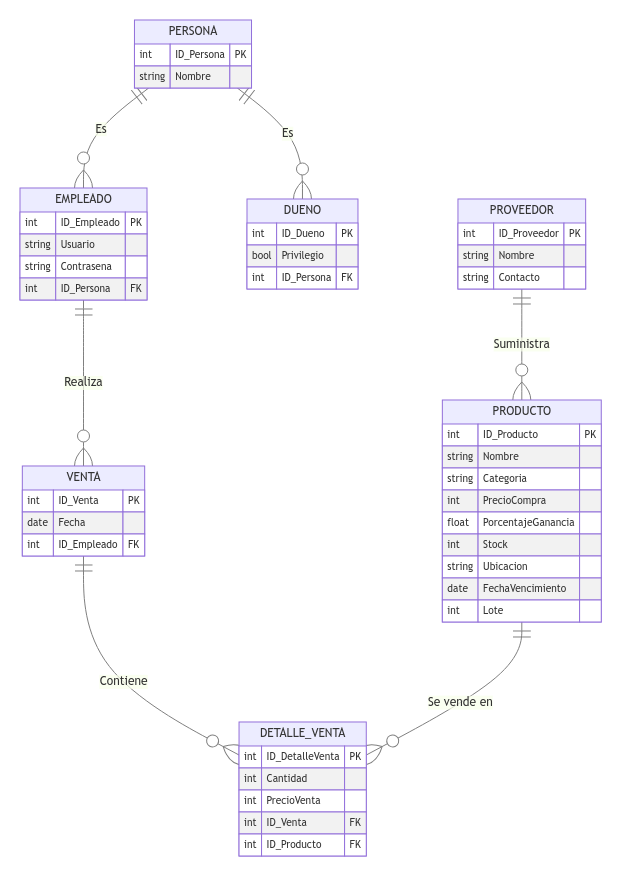 PERSONA
int ID_Persona PK
string Nombre
Es
Es
EMPLEADO
int ID_Empleado PK
string Usuario
string Contrasena
int ID_Persona FK
DUENO
int ID_Dueno PK
bool Privilegio
int ID_Persona FK
PROVEEDOR
int ID_Proveedor PK
string Nombre
string Contacto
Realiza
Suministra
VENTA
int ID_Venta PK
date Fecha
int ID_Empleado FK
PRODUCTO
int ID_Producto PK
string Nombre
string Categoria
int PrecioCompra
float PorcentajeGanancia
int Stock
string Ubicacion
date FechaVencimiento
int Lote
Contiene
Se vende en
DETALLE_VENTA
int ID_DetalleVenta PK
int Cantidad
int PrecioVenta
int ID_Venta FK
int ID_Producto FK